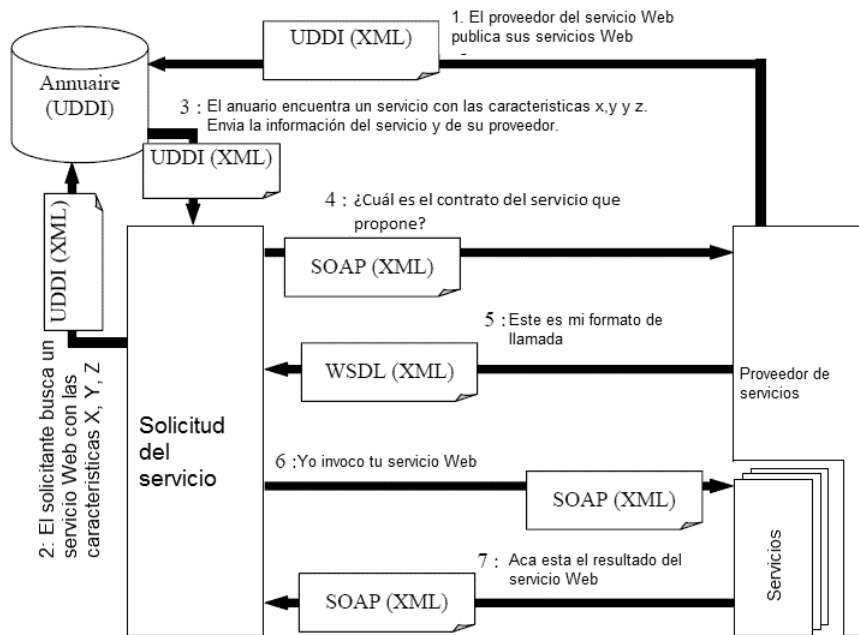 1. El proveedor del servicio Web
publica sus servicios Web
UDDI (XML)
Annuaire
(UDDI)
3 : El anuario encuentra un servicio con las caracteristicas x,y y z.
Envia la información del servicio y de su proveedor.
UDDI (XML)
UDDI (XML)
2: El solicitante busca un
servicio Web con las
características X, Y, Z
4 : ¿Cuál es el contrato del servicio que
propone?
SOAP (XML)
5 : Este es mi formato de
llamada
WSDL (XML)
Proveedor de
servicios
Solicitud
del
servicio
6 : Yo invoco tu servicio Web
SOAP (XML)
7 : Aca esta el resultado del
servicio Web
SOAP (XML)
Servicios